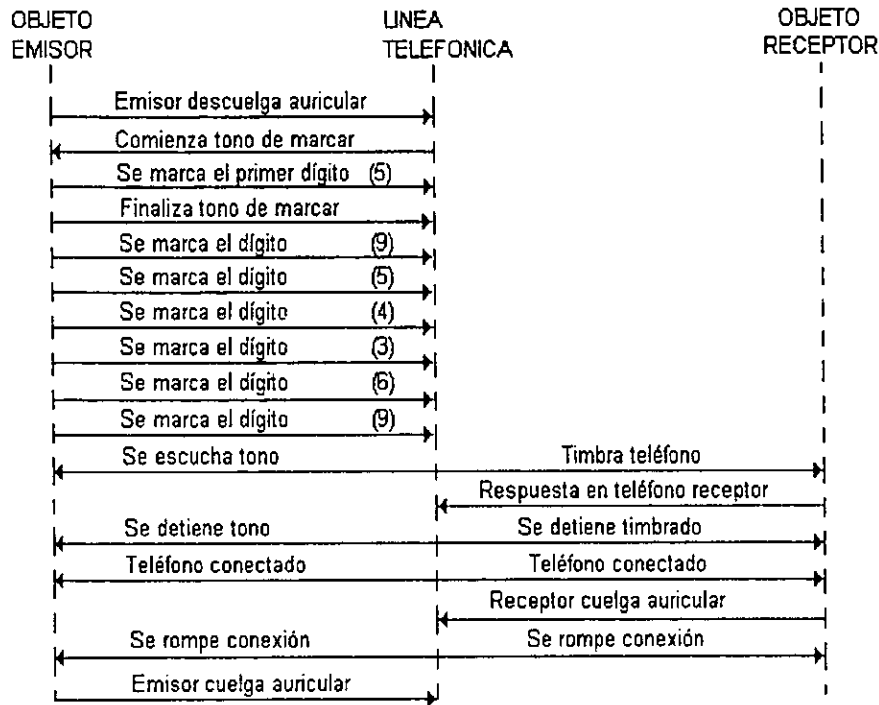 OBJETO EMISOR
LINEA TELEFONICA
OBJETO RECEPTOR
Emisor descuelga auricular
Comienza tono de marcar
Se marca el primer dígito (5)
Finaliza tono de marcar
Se marca el dígito (9)
Se marca el dígito (5)
Se marca el dígito (4)
Se marca el dígito (3)
Se marca el dígito (6)
Se marca el dígito (9)
Se escucha tono Timbra teléfono
Respuesta en teléfono receptor
Se detiene tono Se detiene timbrado
Teléfono conectado Teléfono conectado
Receptor cuelga auricular
Se rompe conexión Se rompe conexión
Emisor cuelga auricular